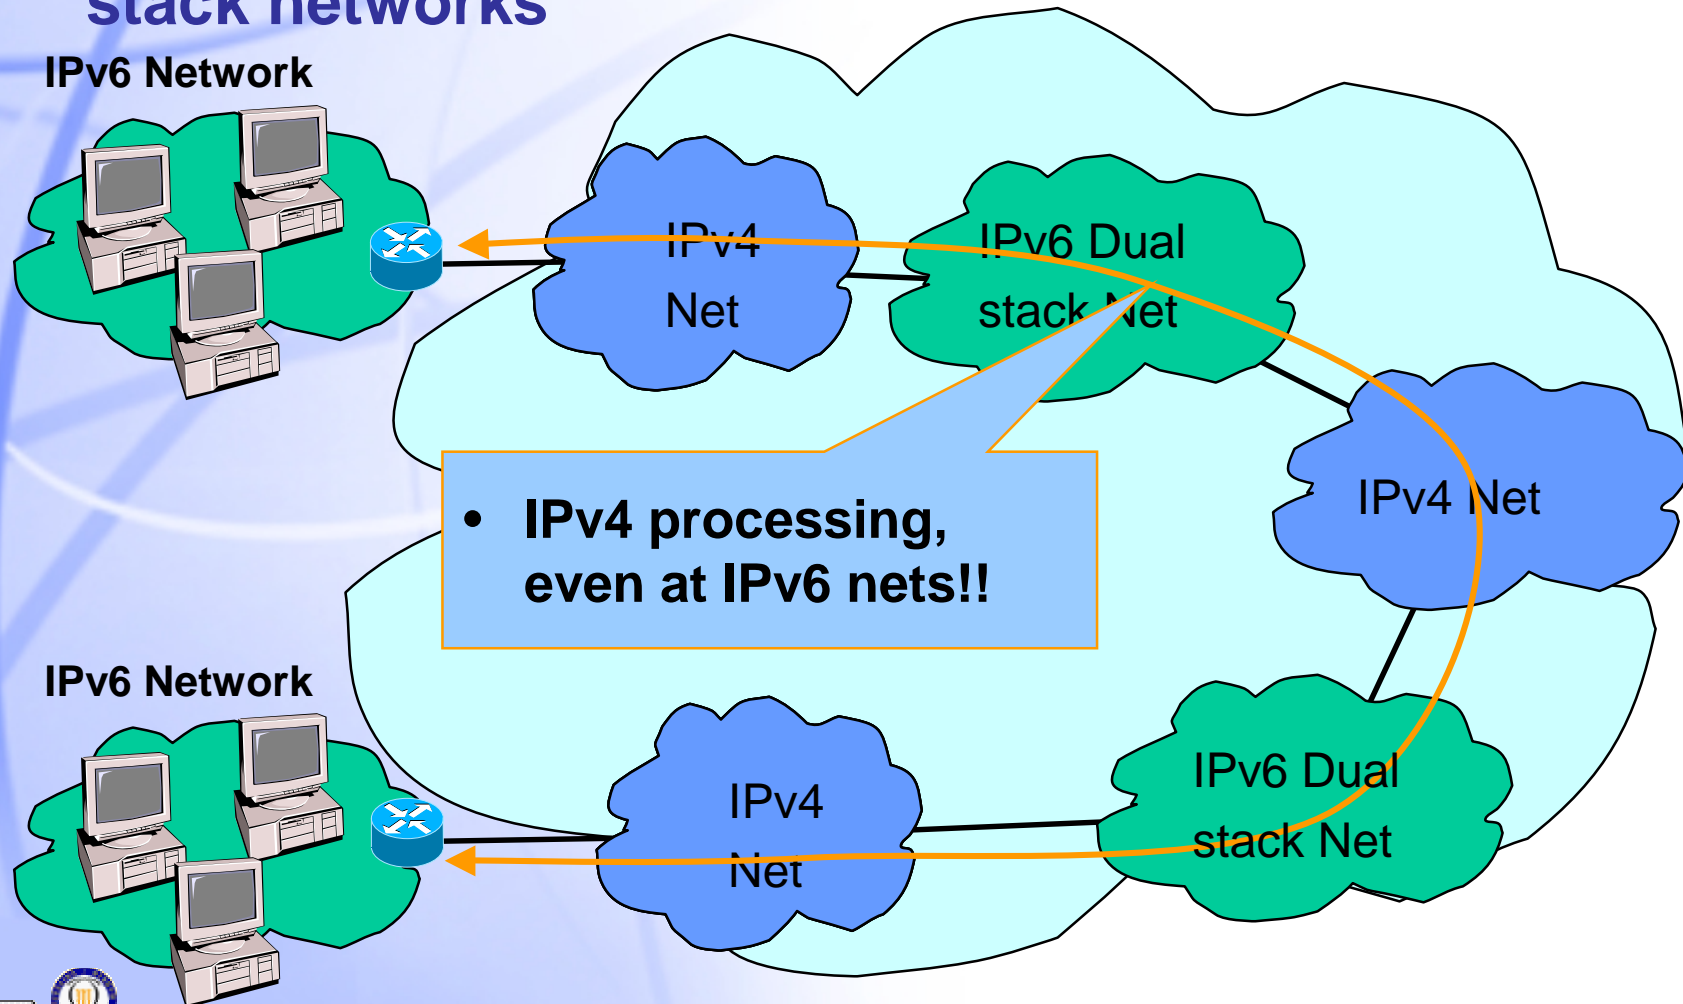 stack networks
IPv6 Network
IPv4
Net
IPv6 Dual
stack Net
IPv4 Net
• IPv4 processing,
even at IPv6 nets!!
IPv6 Network
IPv4
Net
IPv6 Dual
stack Net